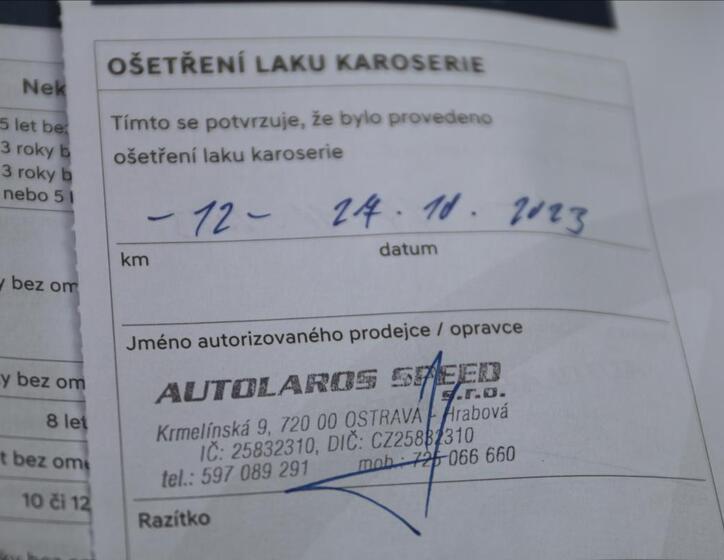 Nek
5 let be
3 roky b
3 roky b
nebo 5 l
y bez om
y bez om
8 let
t bez ome
10 či 12
OŠETŘENÍ LAKU KAROSERIE
Tímto se potvrzuje, že bylo provedeno
ošetření laku karoserie
- 12 - 27. 10. 2023
km datum
Jméno autorizovaného prodejce / opravce
AUTOLAROS SPEED
s.r.o.
Krmelínská 9, 720 00 OSTRAVA - Hrabová
IČ: 25832310, DIČ: CZ25832310
tel.: 597 089 291 mob.: 725 066 660
Razítko